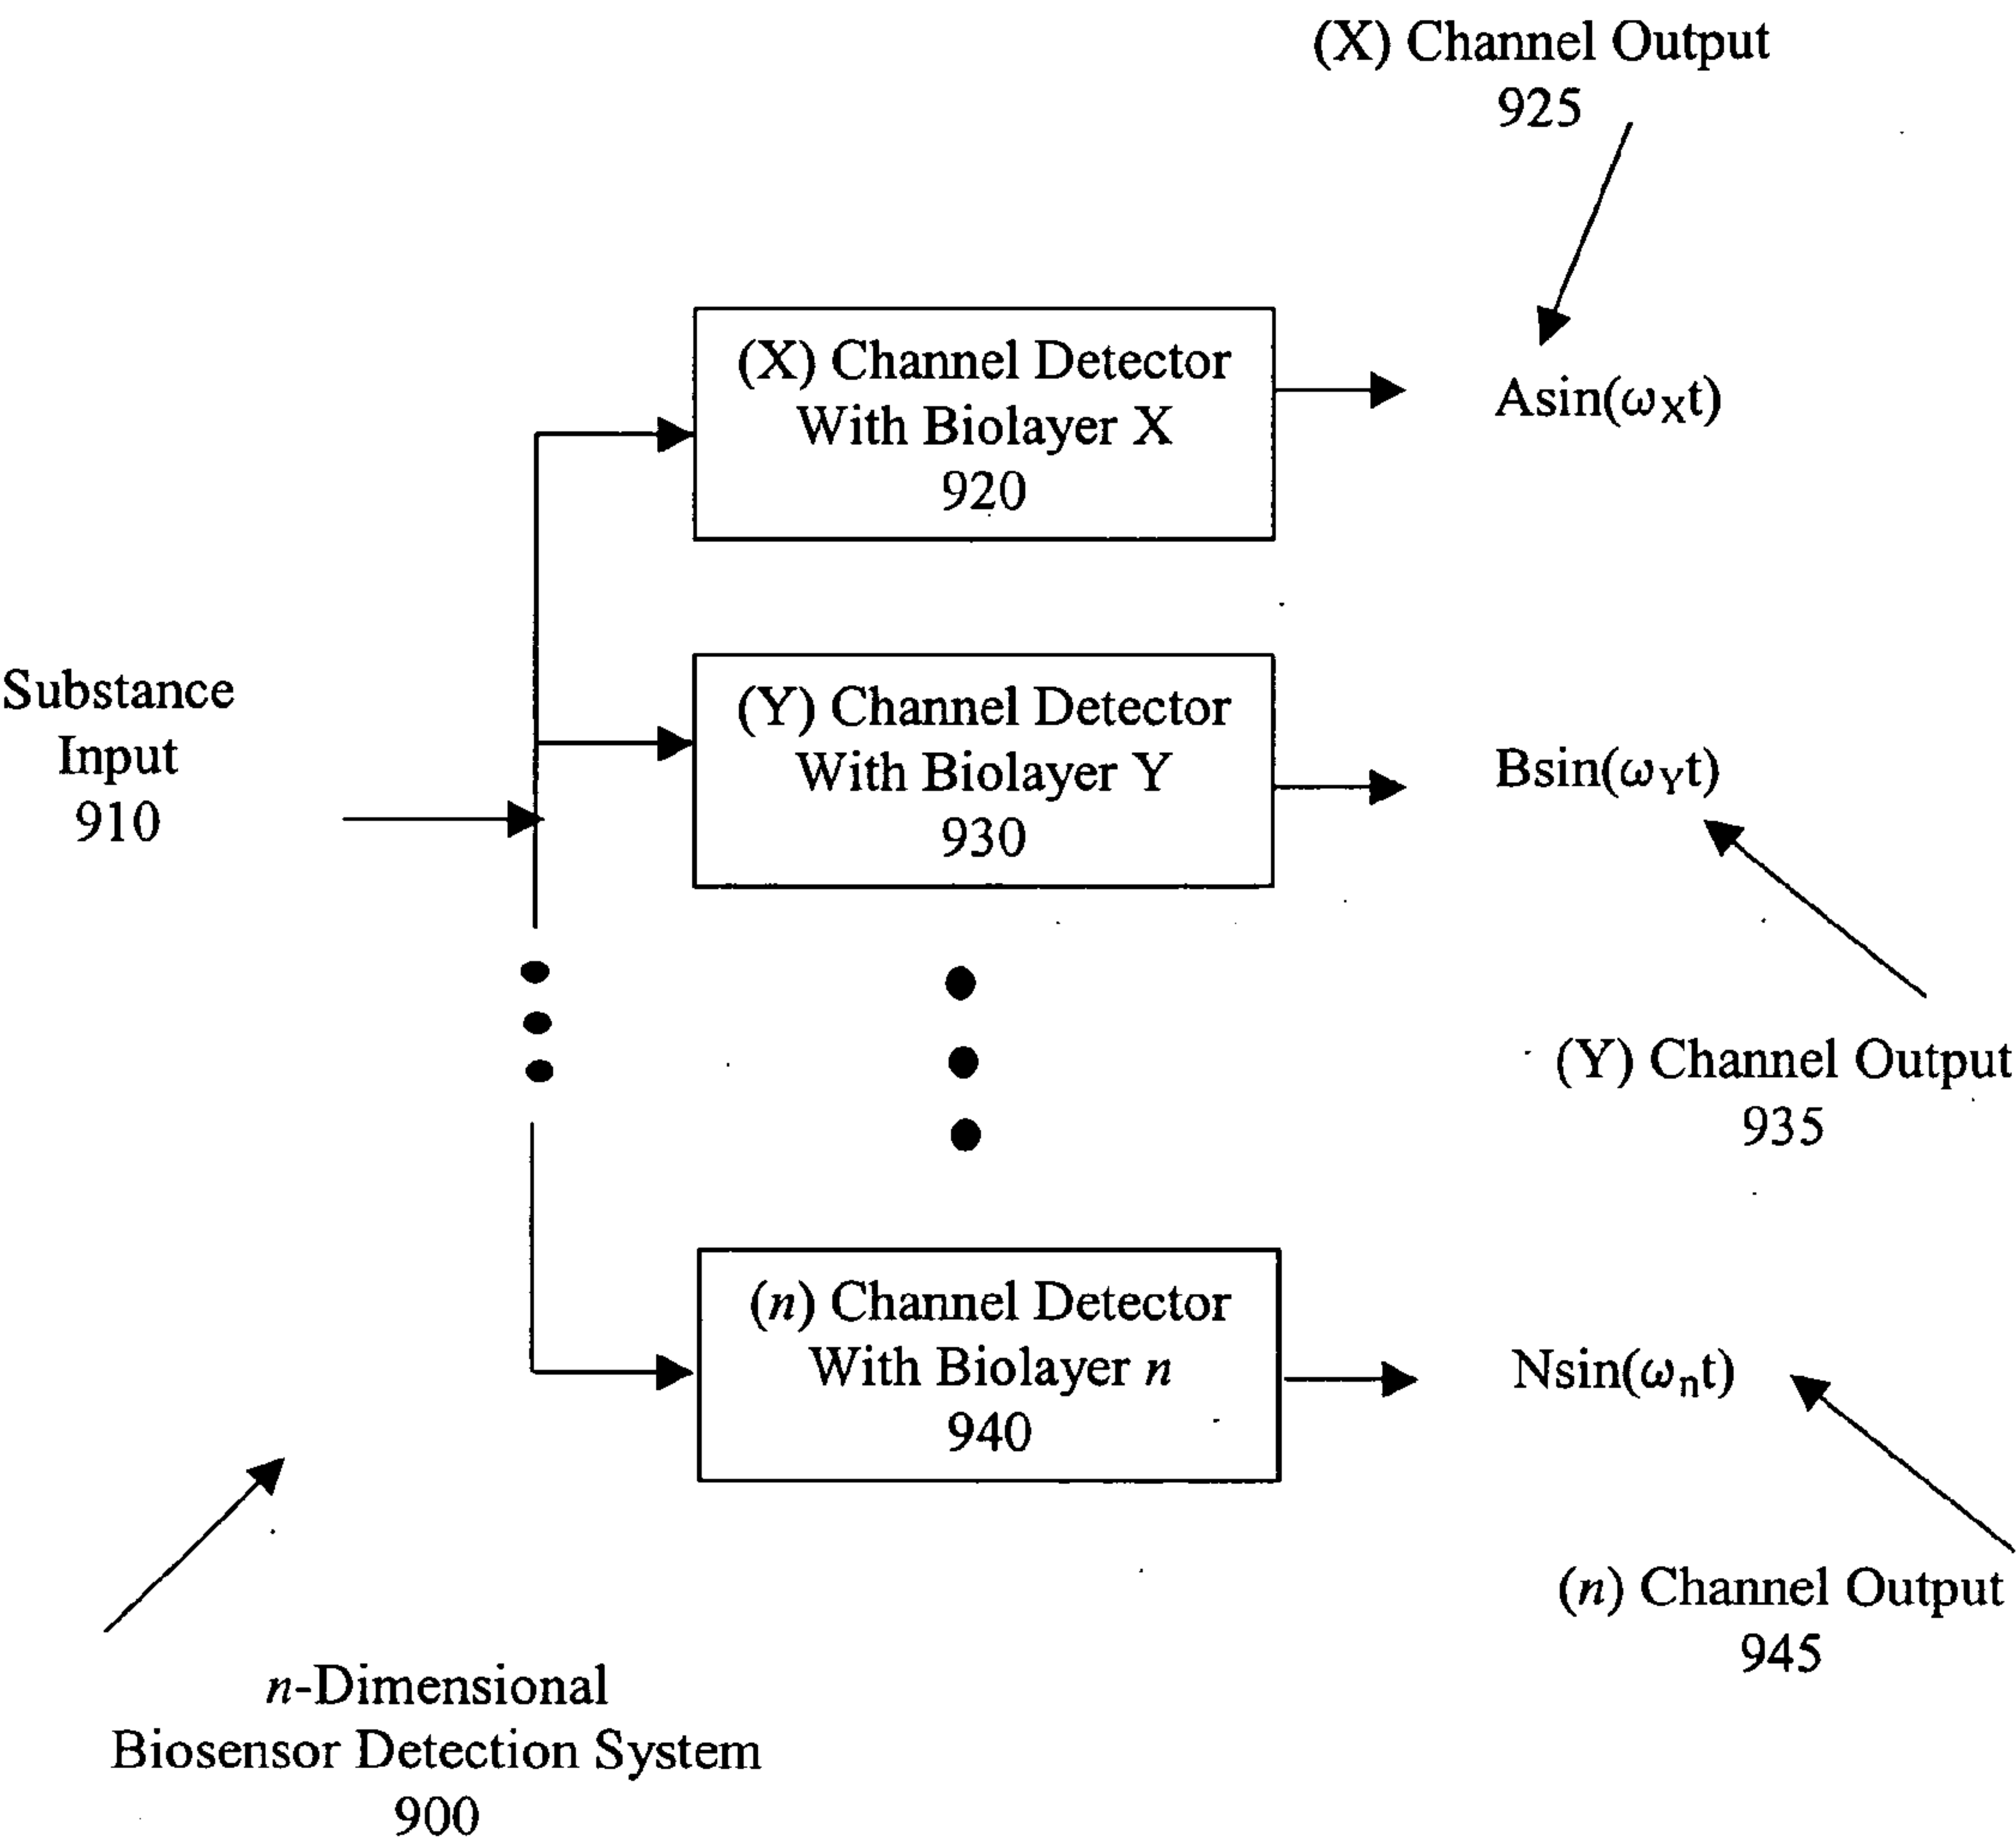 (X) Channel Output
925
(X) Channel Detector
With Biolayer X
920
Asin(ωXt)
Substance
Input
910
(Y) Channel Detector
With Biolayer Y
930
Bsin(ωYt)
(Y) Channel Output
935
(n) Channel Detector
With Biolayer n
940
Nsin(ωnt)
(n) Channel Output
945
n-Dimensional
Biosensor Detection System
900